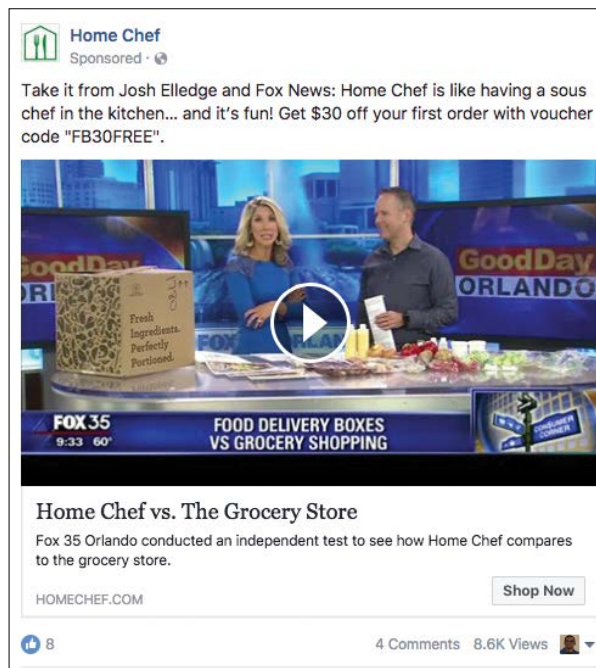 Home Chef
Sponsored ·
Take it from Josh Elledge and Fox News: Home Chef is like having a sous
chef in the kitchen... and it's fun! Get $30 off your first order with voucher
code "FB30FREE".
GoodDay
GoodDay
ORLANDO
Fresh
Ingredients.
Perfectly
Portioned.
FOX
FOX 35
9:33 60°
FOOD DELIVERY BOXES
VS GROCERY SHOPPING
CONSUMER
CORNER
Home Chef vs. The Grocery Store
Fox 35 Orlando conducted an independent test to see how Home Chef compares
to the grocery store.
HOMECHEF.COM
Shop Now
8
4 Comments 8.6K Views